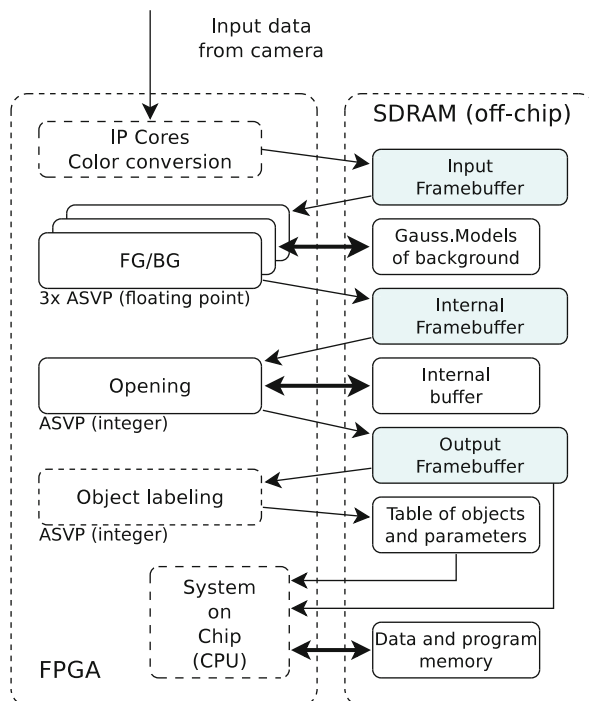 Input data
from camera
SDRAM (off-chip)
IP Cores
Color conversion
Input
Framebuffer
FG/BG
Gauss.Models
of background
3x ASVP (floating point)
Internal
Framebuffer
Opening
Internal
buffer
ASVP (integer)
Output
Framebuffer
Object labeling
ASVP (integer)
Table of objects
and parameters
System
on
Chip
(CPU)
Data and program
memory
FPGA